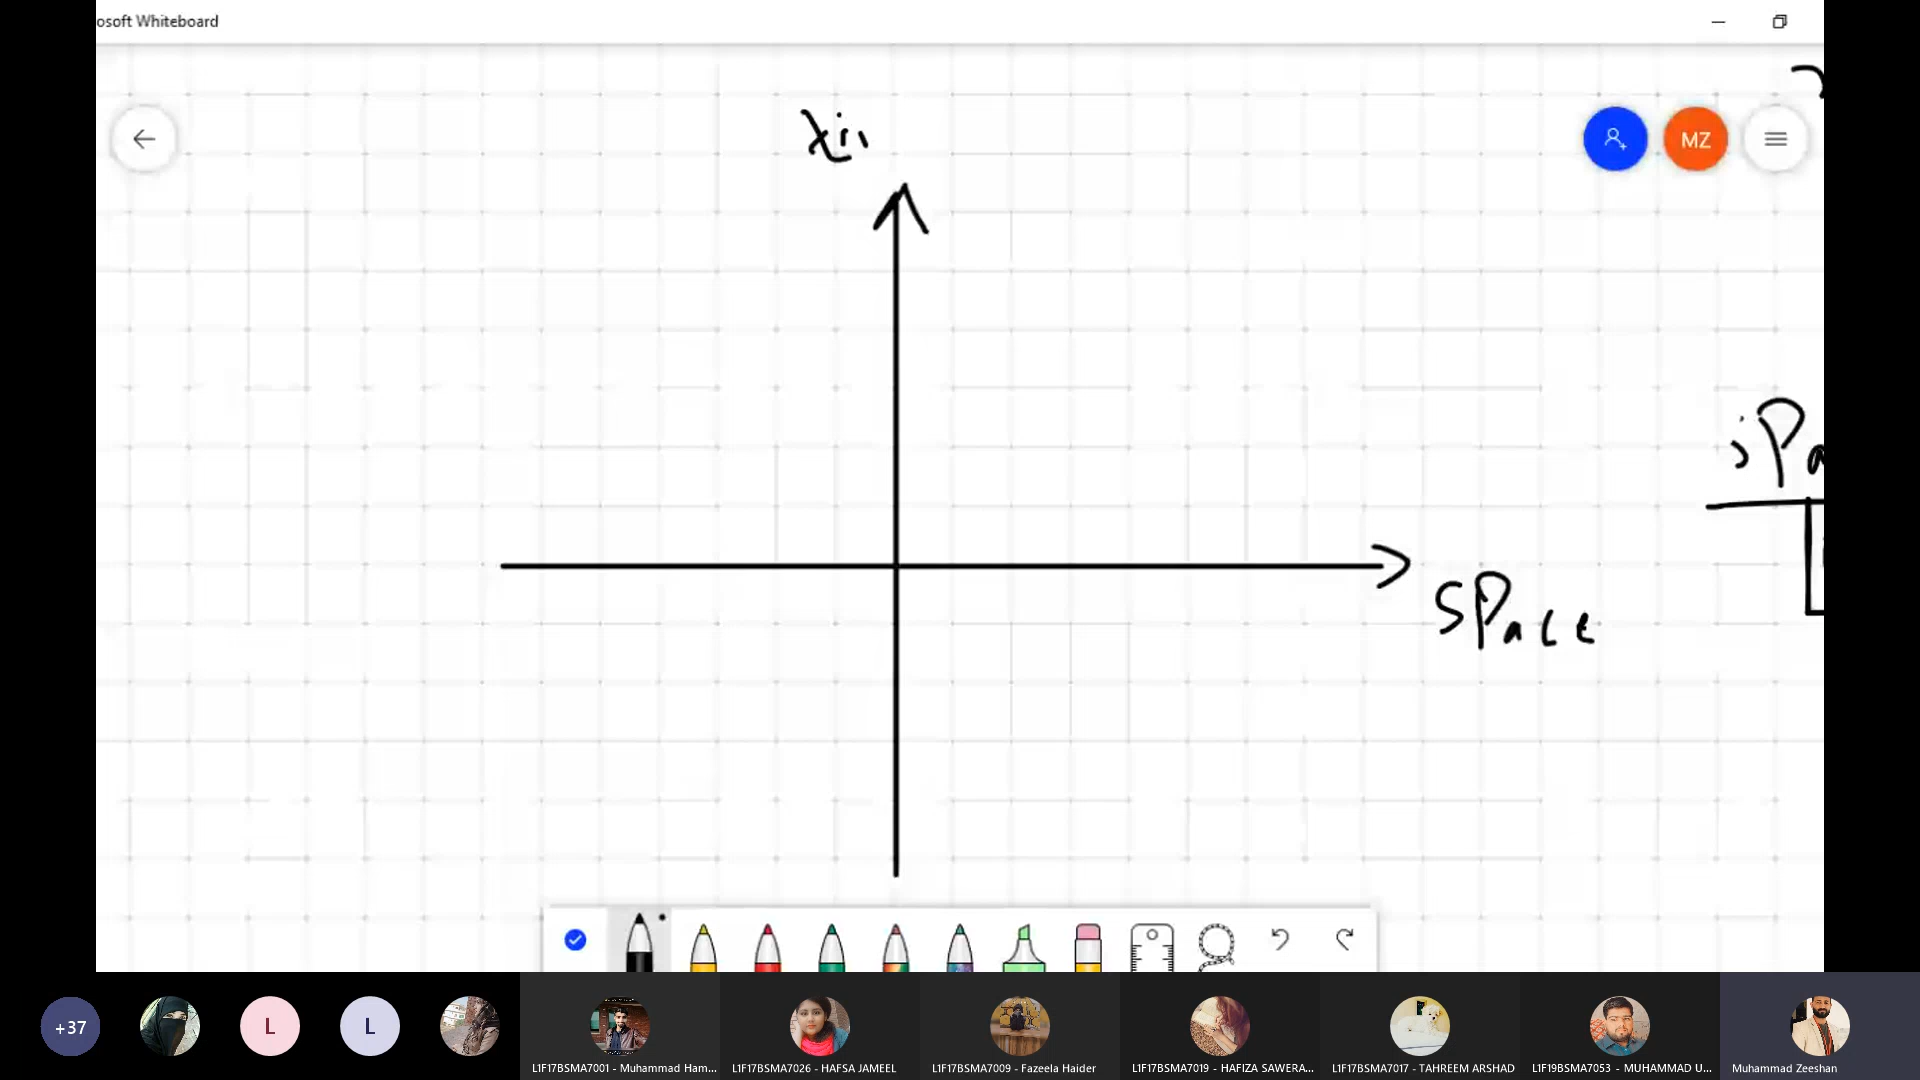 osoft Whiteboard
MZ
SPace
+37
L
L
L1F17BSMA7001 - Muhammad Ham...
L1F17BSMA7026 - HAFSA JAMEEL
L1F17BSMA7009 - Fazeela Haider
L1F17BSMA7019 - HAFIZA SAWERA...
L1F17BSMA7017 - TAHREEM ARSHAD
L1F19BSMA7053 - MUHAMMAD U...
Muhammad Zeeshan